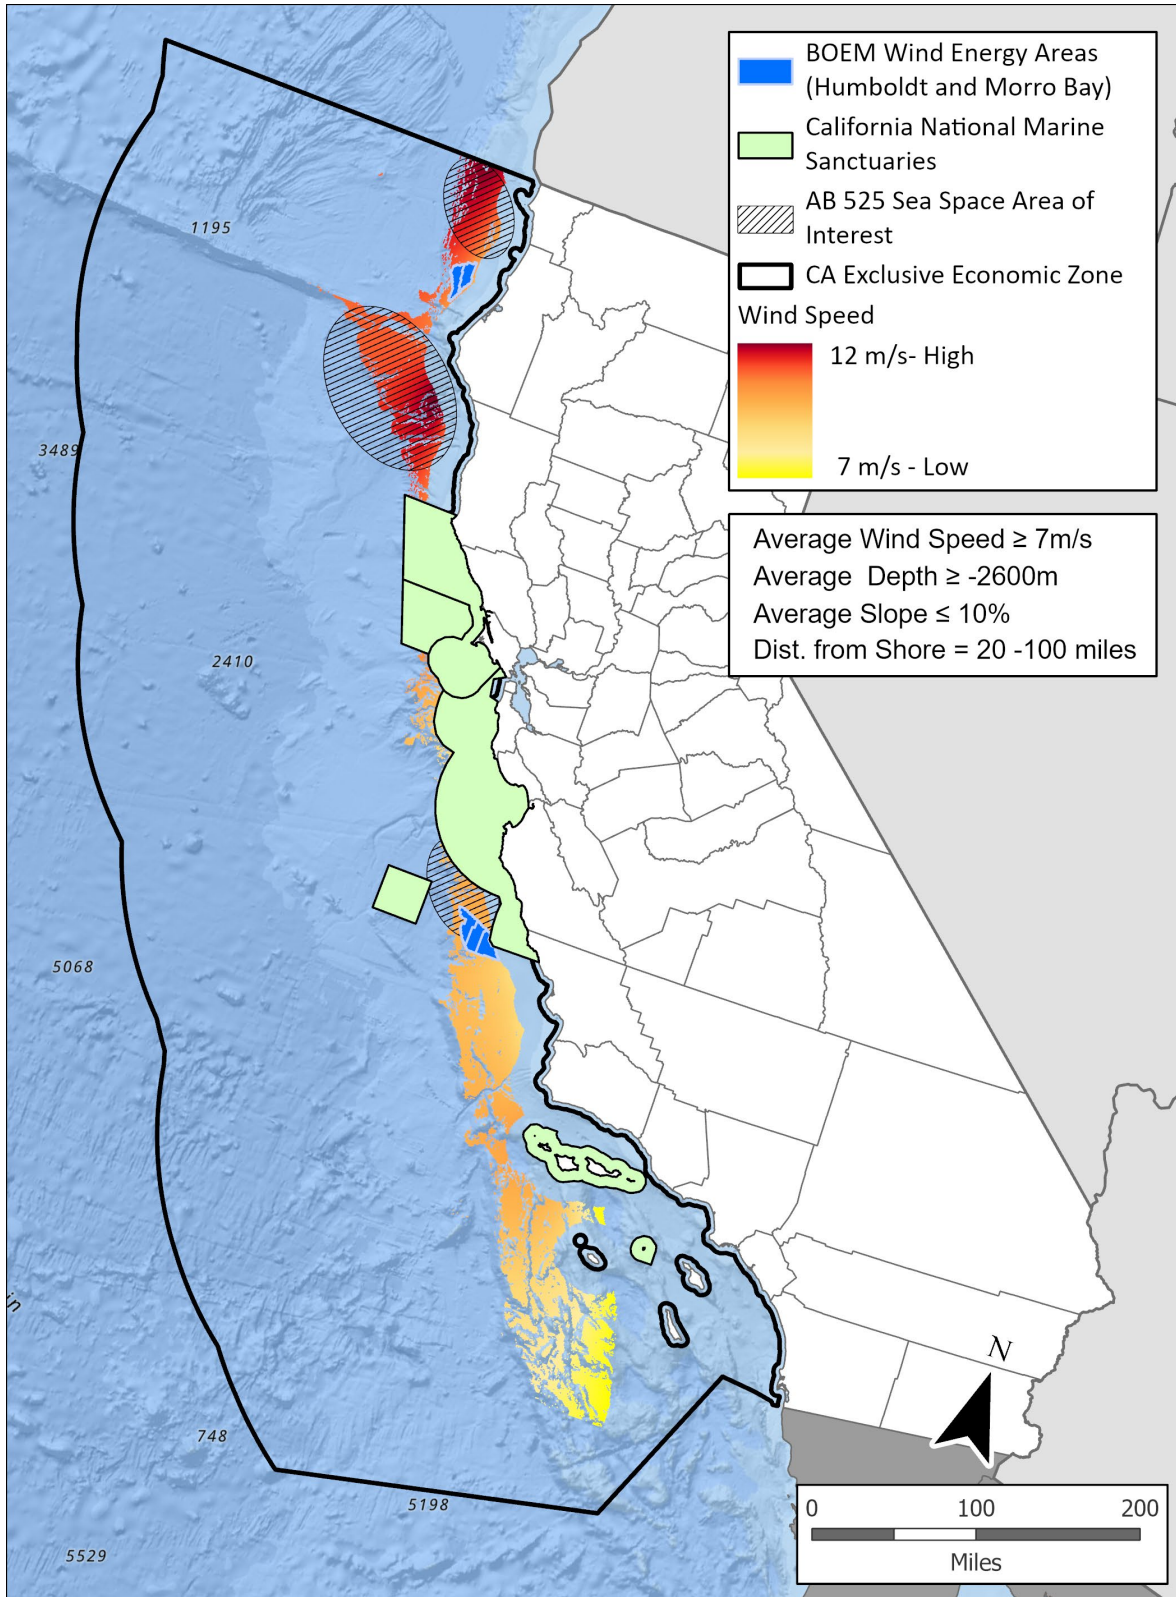 BOEM Wind Energy Areas
(Humboldt and Morro Bay)
California National Marine
Sanctuaries
AB 525 Sea Space Area of
Interest
CA Exclusive Economic Zone
Wind Speed
12 m/s- High
7 m/s - Low
Average Wind Speed ≥ 7m/s
Average  Depth ≥ -2600m
Average Slope ≤ 10%
Dist. from Shore = 20 -100 miles
1195
3489
2410
5068
in
748
5198
5529
N
0 100 200
Miles